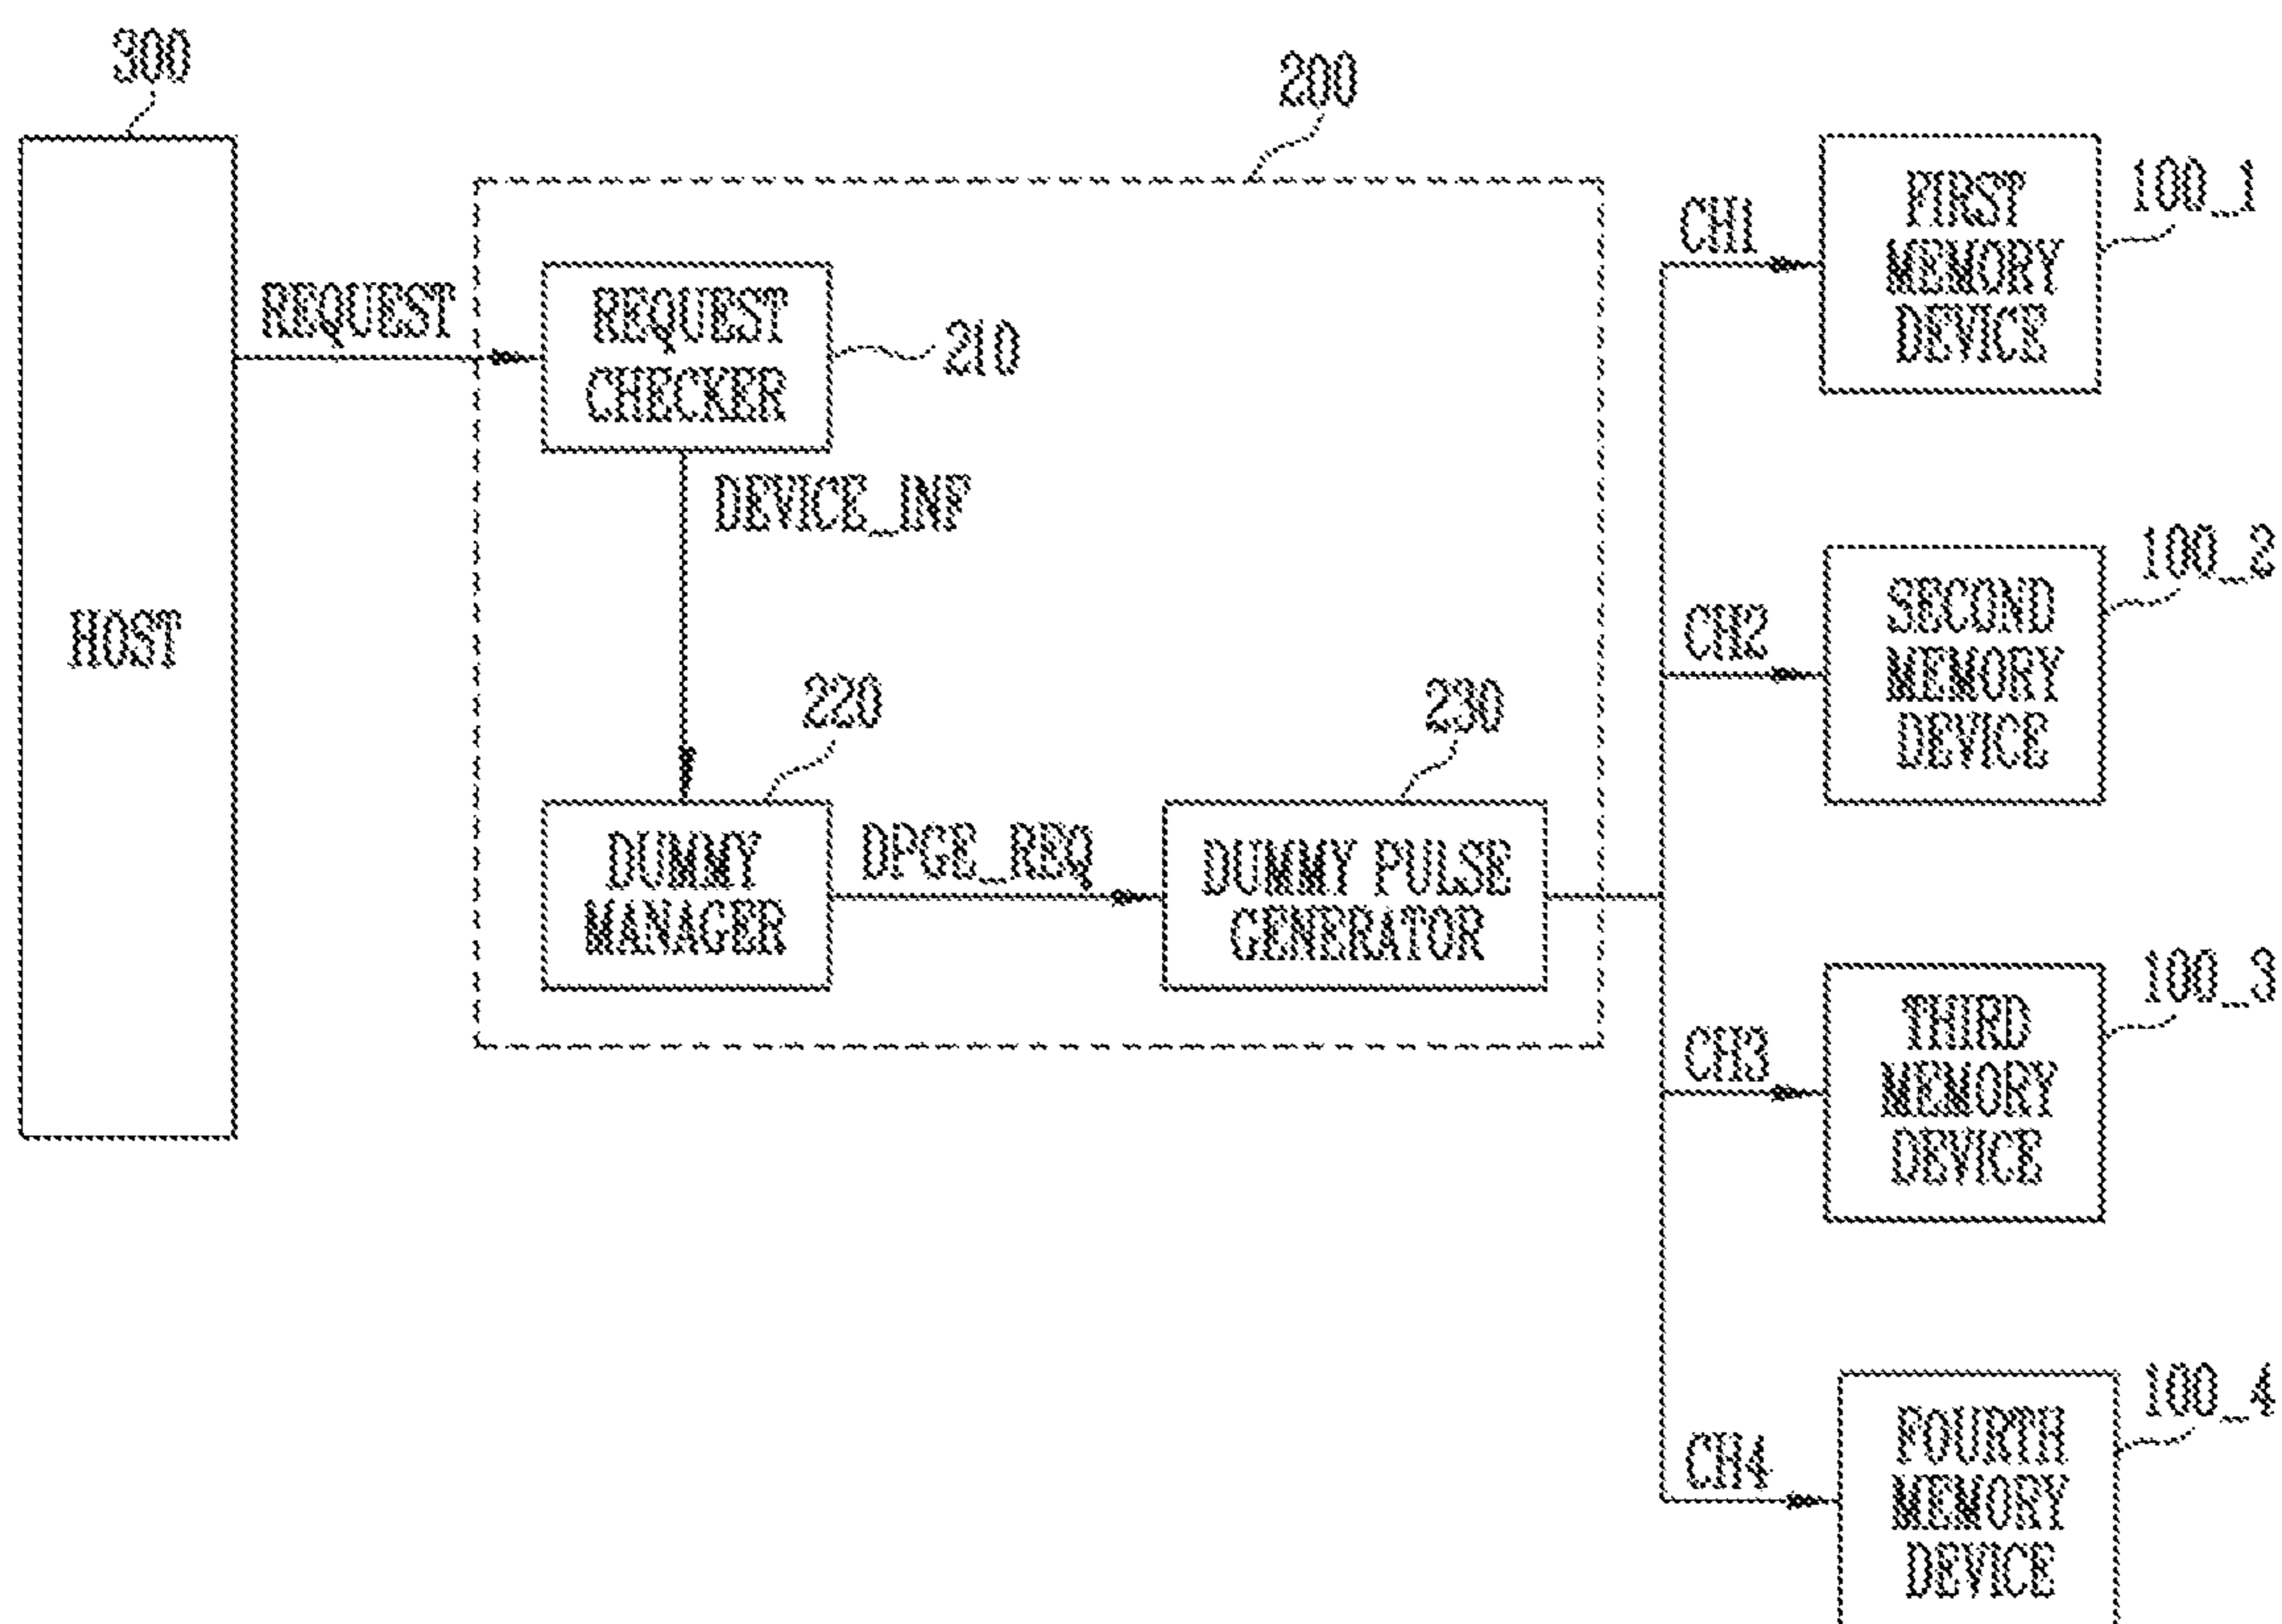 300
HOST
REQUEST
200
REQUEST
CHECKER
210
DEVICE_INF
220
DUMMY
MANAGER
DPGE_REQ
230
DUMMY PULSE
GENERATOR
CH1
FIRST
MEMORY
DEVICE
100_1
CH2
SECOND
MEMORY
DEVICE
100_2
CH3
THIRD
MEMORY
DEVICE
100_3
CH4
FOURTH
MEMORY
DEVICE
100_4